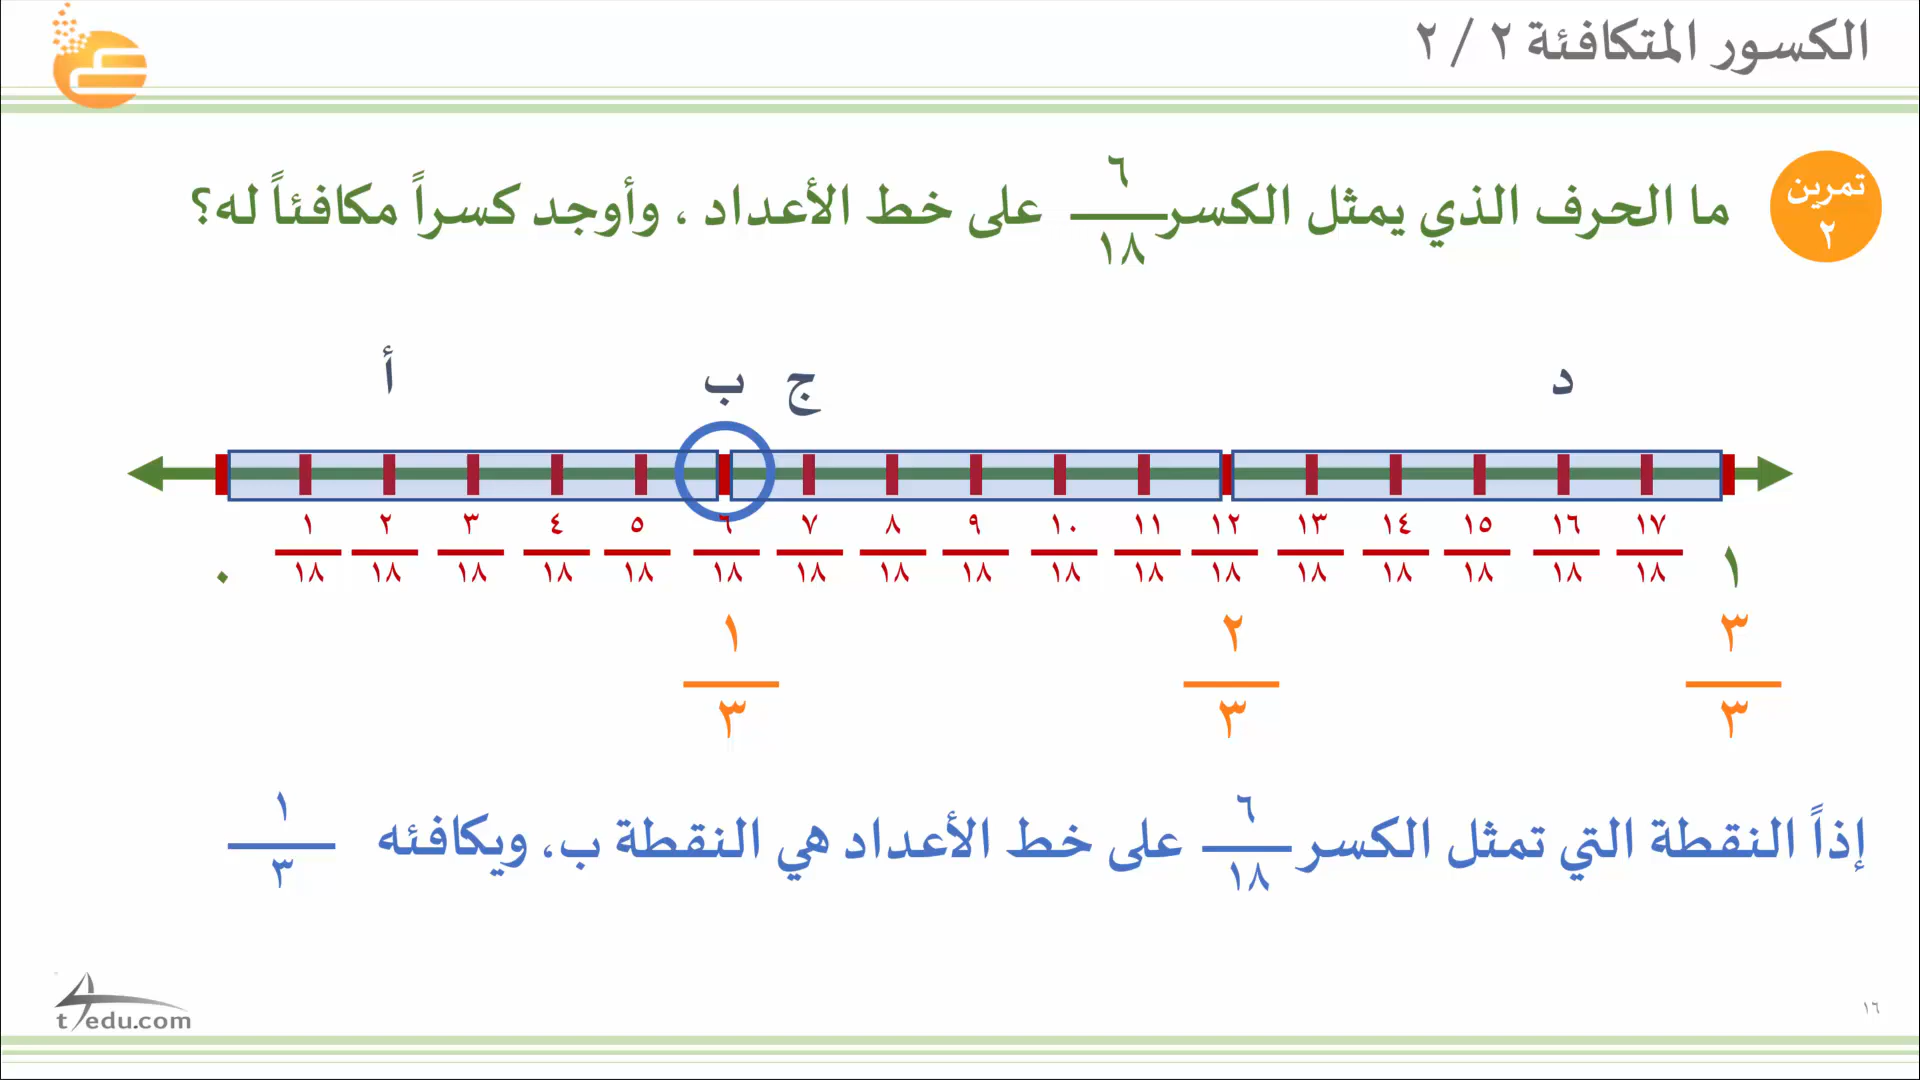 الكسور المتكافئة ٢ / ٢
تمرين
٢
ما الحرف الذي يمثل الكسر ٦/١٨ على خط الأعداد ، وأوجد كسراً مكافئاً له؟
أ ب ج د
٠ ١/١٨ ٢/١٨ ٣/١٨ ٤/١٨ ٥/١٨ ٦/١٨ ٧/١٨ ٨/١٨ ٩/١٨ ١٠/١٨ ١١/١٨ ١٢/١٨ ١٣/١٨ ١٤/١٨ ١٥/١٨ ١٦/١٨ ١٧/١٨ ١
١/٣ ٢/٣ ٣/٣
إذاً النقطة التي تمثل الكسر ٦/١٨ على خط الأعداد هي النقطة ب، ويكافئه ١/٣
t4edu.com
١٦